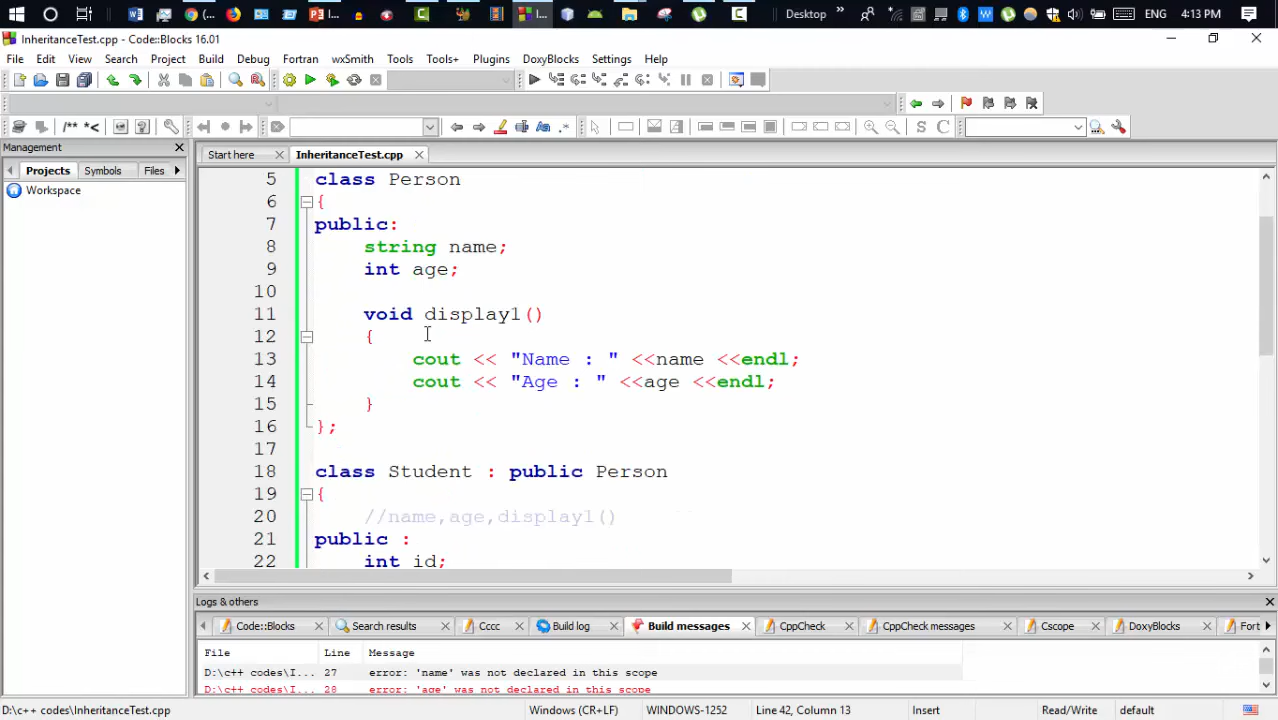 ENG 4:13 PM
Desktop
InheritanceTest.cpp - Code::Blocks 16.01
File Edit View Search Project Build Debug Fortran wxSmith Tools Tools+ Plugins DoxyBlocks Settings Help
/** *<
S C
Management
Start here InheritanceTest.cpp
Projects Symbols Files
Workspace
5 class Person
6 {
7 public:
8 string name;
9 int age;
10
11 void display1()
12 {
13 cout << "Name : " <<name <<endl;
14 cout << "Age : " <<age <<endl;
15 }
16 };
17
18 class Student : public Person
19 {
20 //name,age,display1()
21 public :
22 int id;
Logs & others
Code::Blocks Search results Cccc Build log Build messages CppCheck CppCheck messages Cscope DoxyBlocks Fort
File Line Message
D:\c++ codes\I... 27 error: 'name' was not declared in this scope
D:\c++ codes\I... 28 error: 'age' was not declared in this scope
D:\c++ codes\InheritanceTest.cpp Windows (CR+LF) WINDOWS-1252 Line 42, Column 13 Insert Read/Write default